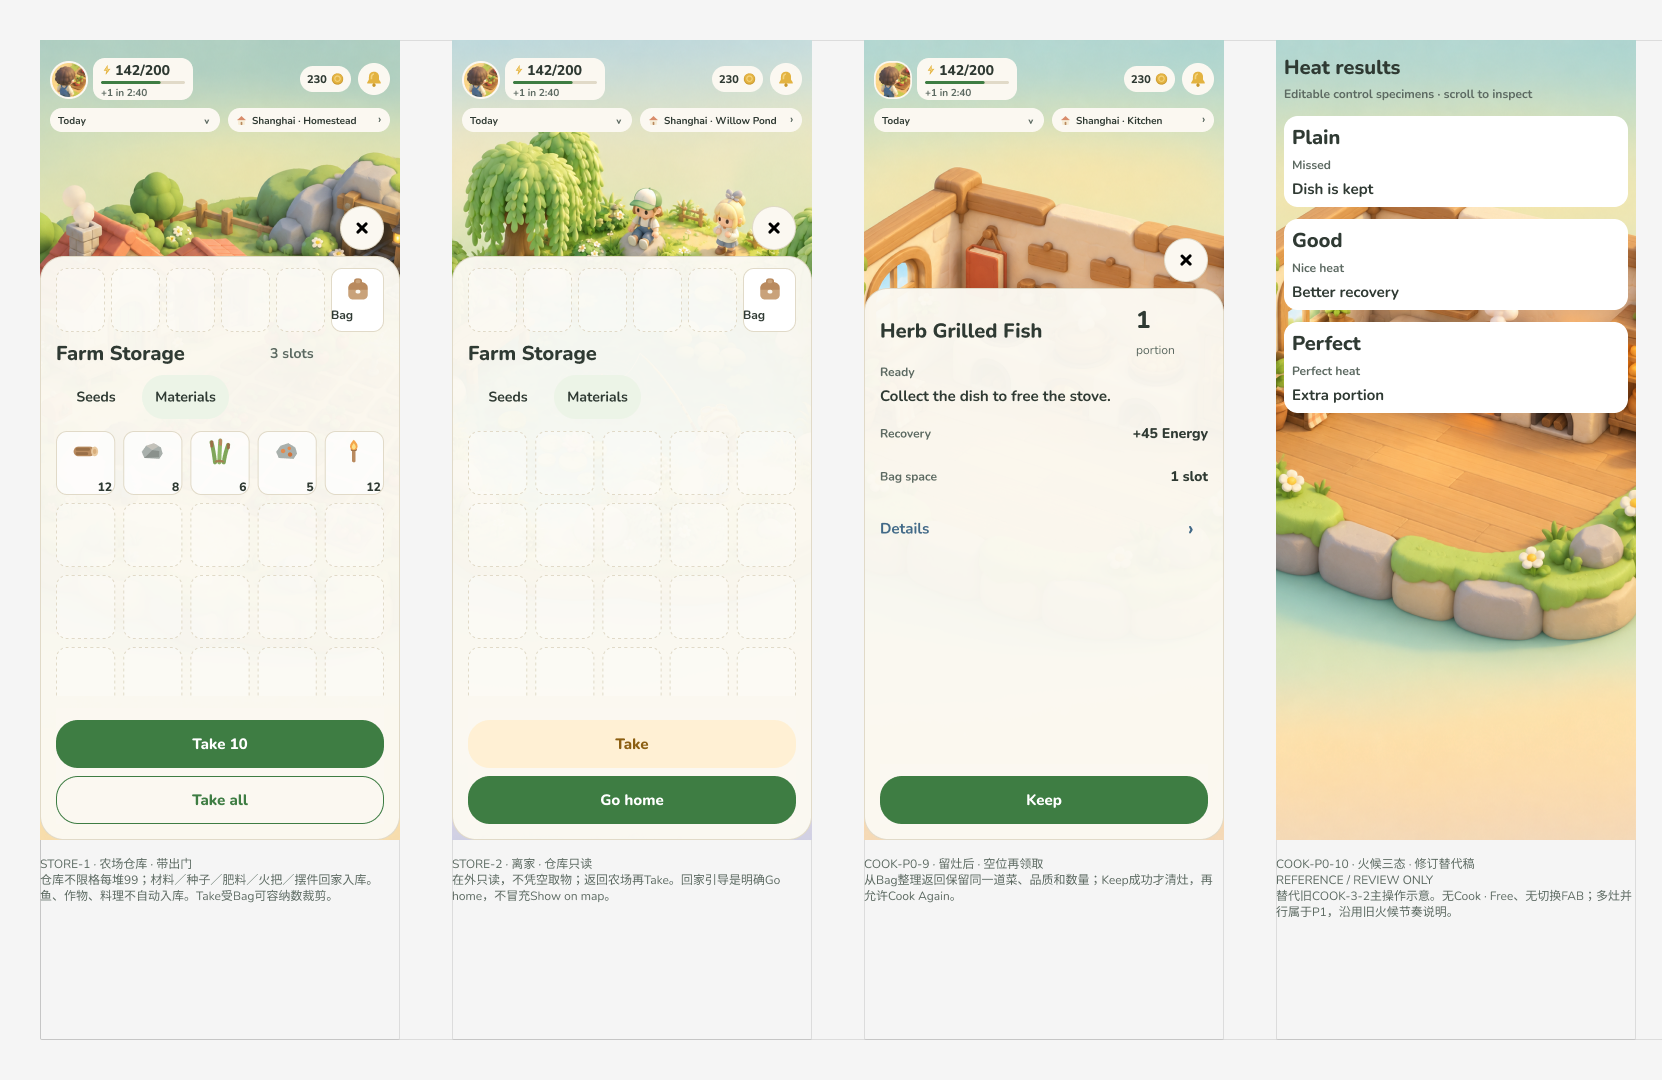 142/200
+1 in 2:40
230
Today
Shanghai · Homestead
Bag
Farm Storage
3 slots
Seeds
Materials
12
8
6
5
12
Take 10
Take all
STORE-1 · 农场仓库 · 带出门
仓库不限格每堆99；材料／种子／肥料／火把／摆件回家入库。
鱼、作物、料理不自动入库。Take受Bag可容纳数裁剪。
142/200
+1 in 2:40
230
Today
Shanghai · Willow Pond
Bag
Farm Storage
Seeds
Materials
Take
Go home
STORE-2 · 离家 · 仓库只读
在外只读，不凭空取物；返回农场再Take。回家引导是明确Go
home，不冒充Show on map。
142/200
+1 in 2:40
230
Today
Shanghai · Kitchen
Herb Grilled Fish
1
portion
Ready
Collect the dish to free the stove.
Recovery
+45 Energy
Bag space
1 slot
Details
Keep
COOK-P0-9 · 留灶后 · 空位再领取
从Bag整理返回保留同一道菜、品质和数量；Keep成功才清灶，再
允许Cook Again。
Heat results
Editable control specimens · scroll to inspect
Plain
Missed
Dish is kept
Good
Nice heat
Better recovery
Perfect
Perfect heat
Extra portion
COOK-P0-10 · 火候三态 · 修订替代稿
REFERENCE / REVIEW ONLY
替代旧COOK-3-2主操作示意。无Cook · Free、无切换FAB；多灶并
行属于P1，沿用旧火候节奏说明。